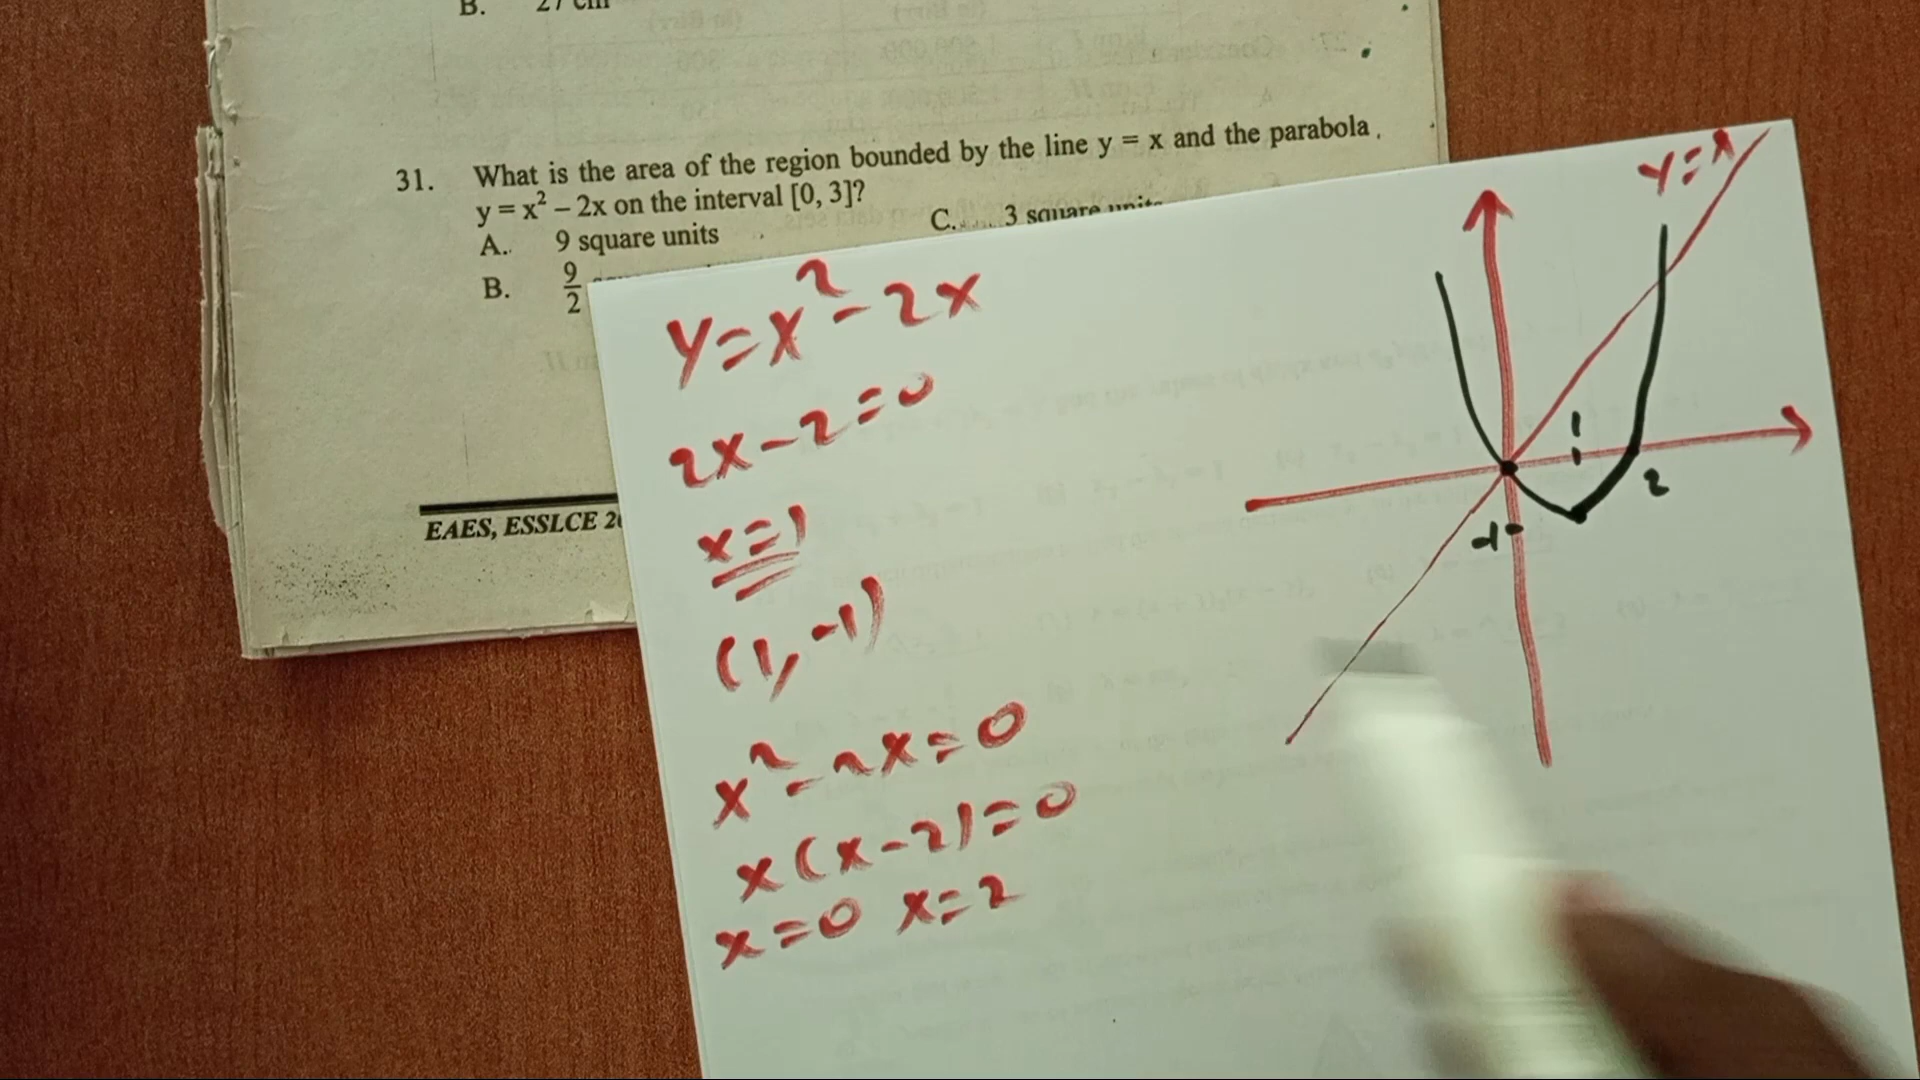 B. 27 cm
31. What is the area of the region bounded by the line y = x and the parabola
y = x² – 2x on the interval [0, 3]?
A. 9 square units
C. 3 square units
B. 9/2
EAES, ESSLCE
y=x²-2x
2x-2=0
x=1
(1,-1)
x²-2x=0
x(x-2)=0
x=0 x=2
y=x
1
2
-1